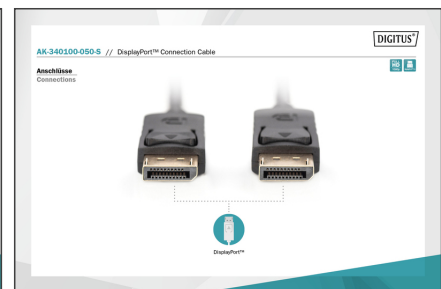 DIGITUS®
AK-340100-050-S // DisplayPort™ Connection Cable
Anschlüsse
Connections
DisplayPort™